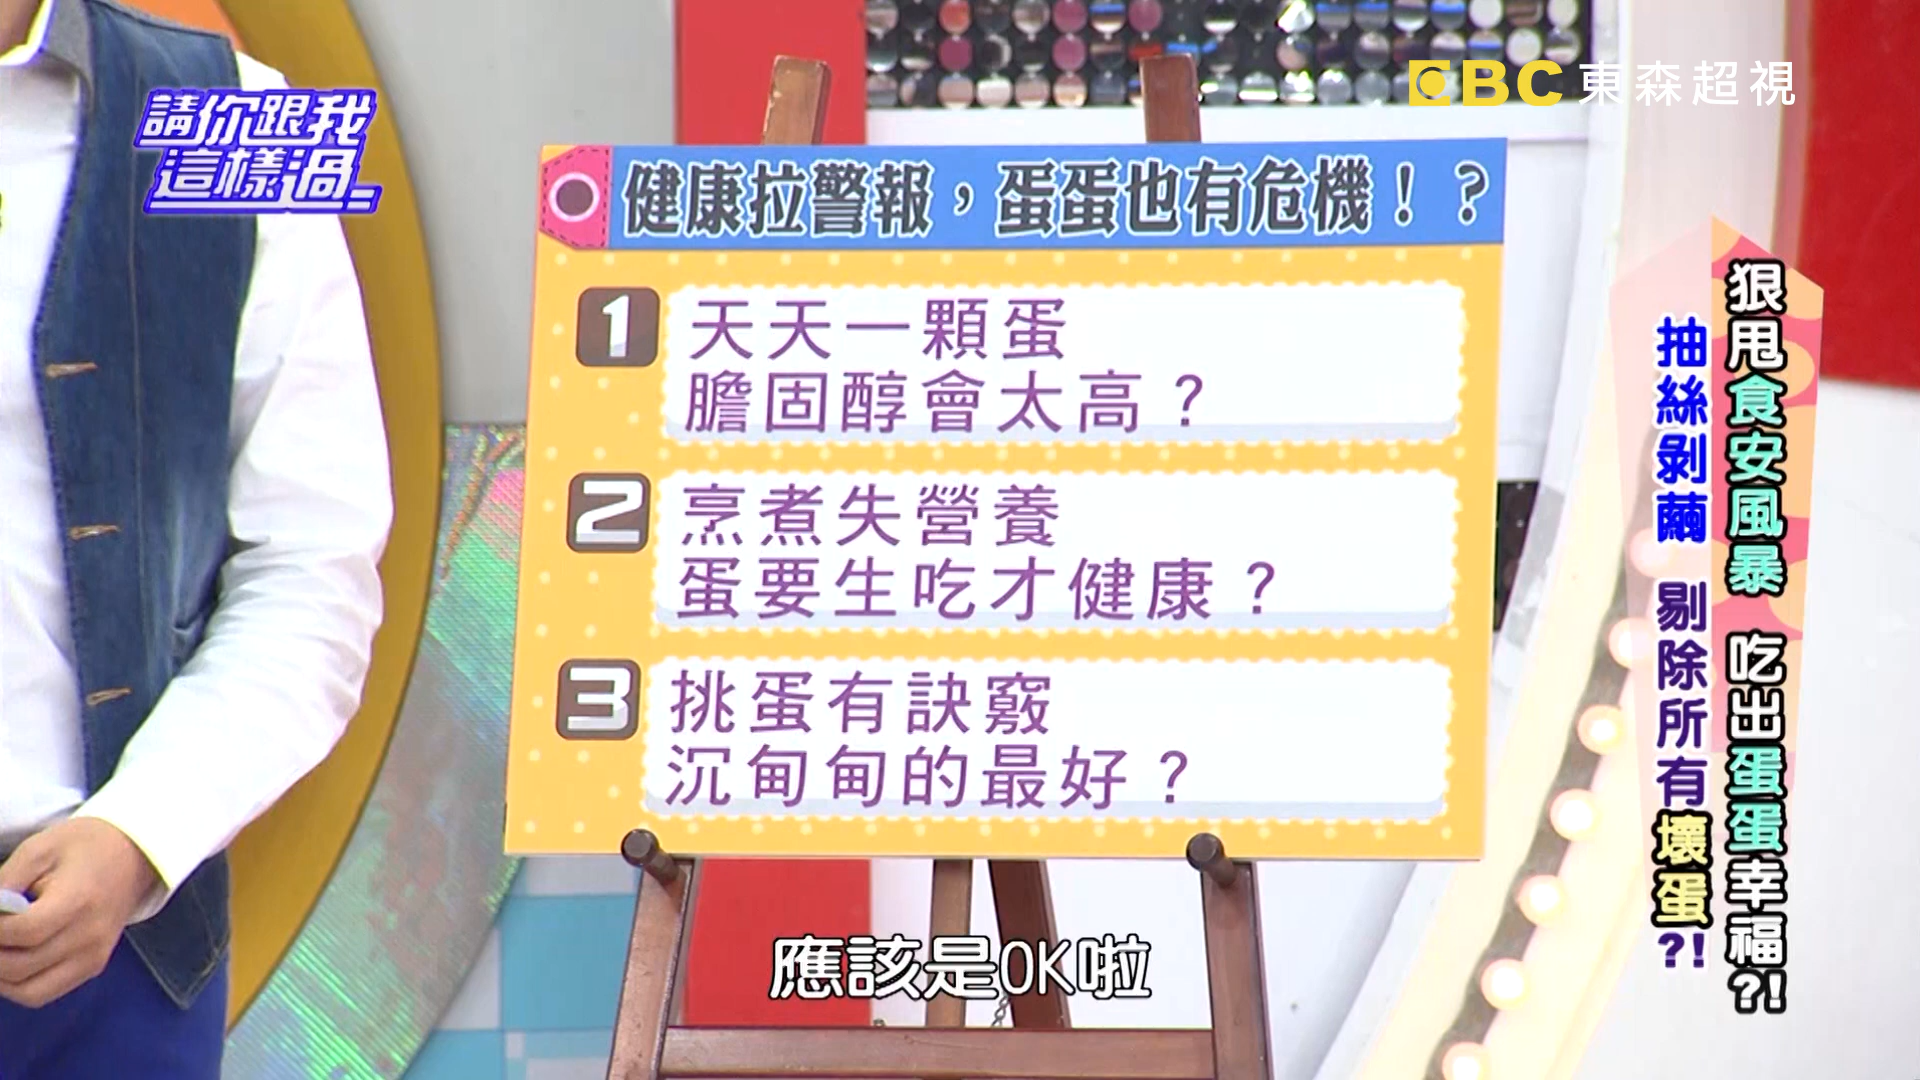 請你跟我
這樣過
EBC 東森超視
健康拉警報，蛋蛋也有危機！？
1 天天一顆蛋
膽固醇會太高？
2 烹煮失營養
蛋要生吃才健康？
3 挑蛋有訣竅
沉甸甸的最好？
狠甩食安風暴 吃出蛋蛋幸福?!
抽絲剝繭 剔除所有壞蛋?!
應該是OK啦